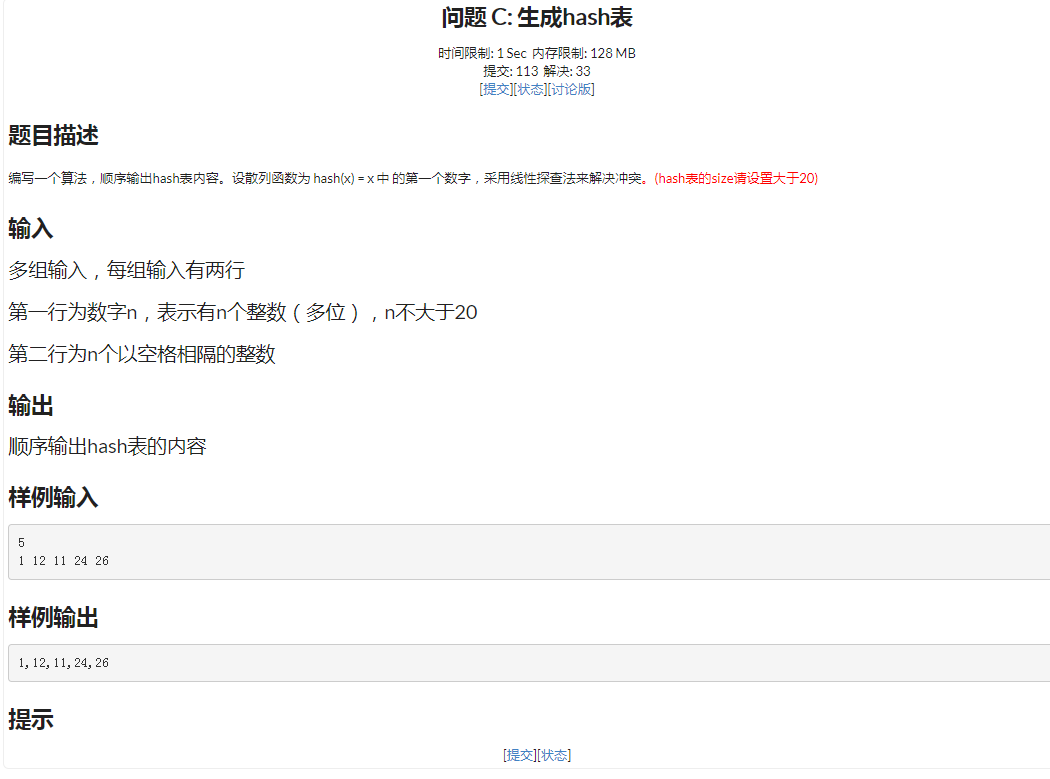 问题 C: 生成hash表
时间限制: 1 Sec 内存限制: 128 MB
提交: 113 解决: 33
[提交][状态][讨论版]
题目描述
编写一个算法，顺序输出hash表内容。设散列函数为 hash(x) = x 中 的第一个数字，采用线性探查法来解决冲突。(hash表的size请设置大于20)
输入
多组输入，每组输入有两行
第一行为数字n，表示有n个整数（多位），n不大于20
第二行为n个以空格相隔的整数
输出
顺序输出hash表的内容
样例输入
5
1 12 11 24 26
样例输出
1,12,11,24,26
提示
[提交][状态]